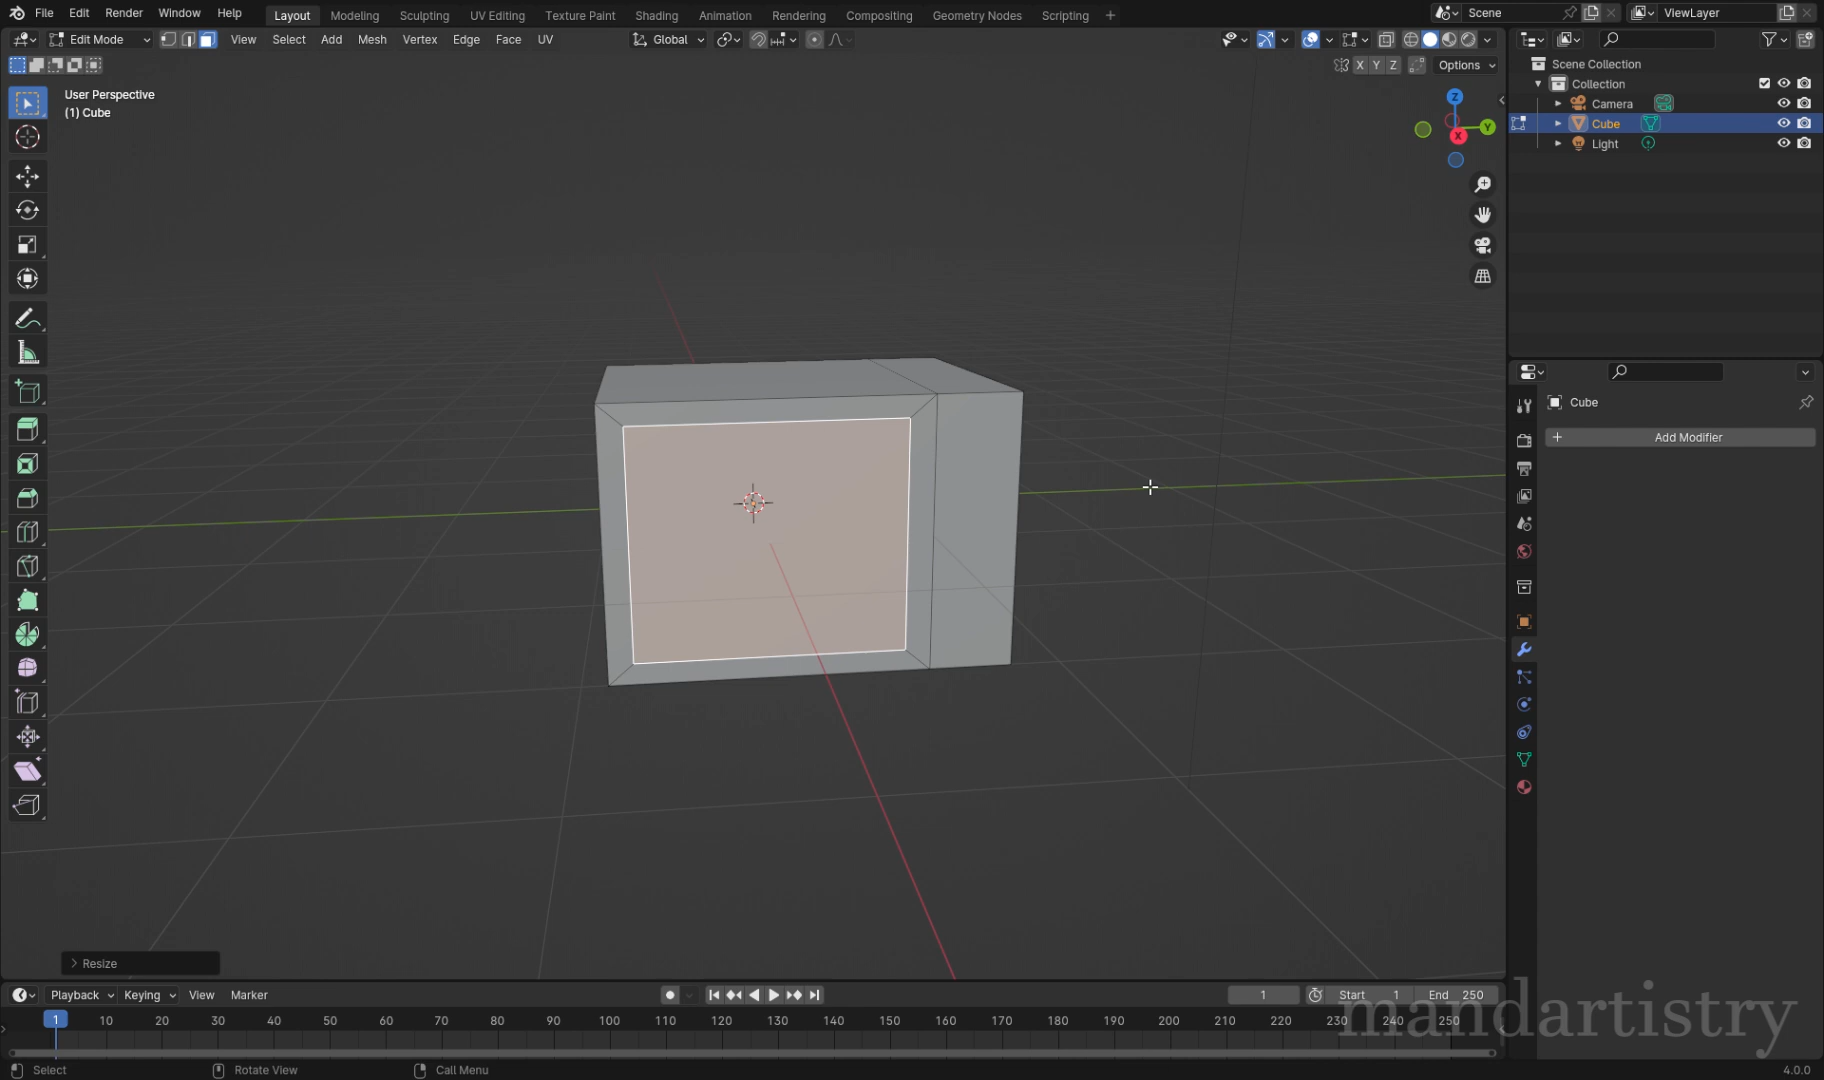 File Edit Render Window Help Layout Modeling Sculpting UV Editing Texture Paint Shading Animation Rendering Compositing Geometry Nodes Scripting + Scene ViewLayer
Edit Mode View Select Add Mesh Vertex Edge Face UV Global
X Y Z Options
User Perspective
(1) Cube
Z
Y
X
Scene Collection
Collection
Camera
Cube
Light
Cube
+ Add Modifier
> Resize
Playback Keying View Marker 1 Start 1 End 250
1 10 20 30 40 50 60 70 80 90 100 110 120 130 140 150 160 170 180 190 200 210 220 230 240 250
mandartistry
Select Rotate View Call Menu 4.0.0